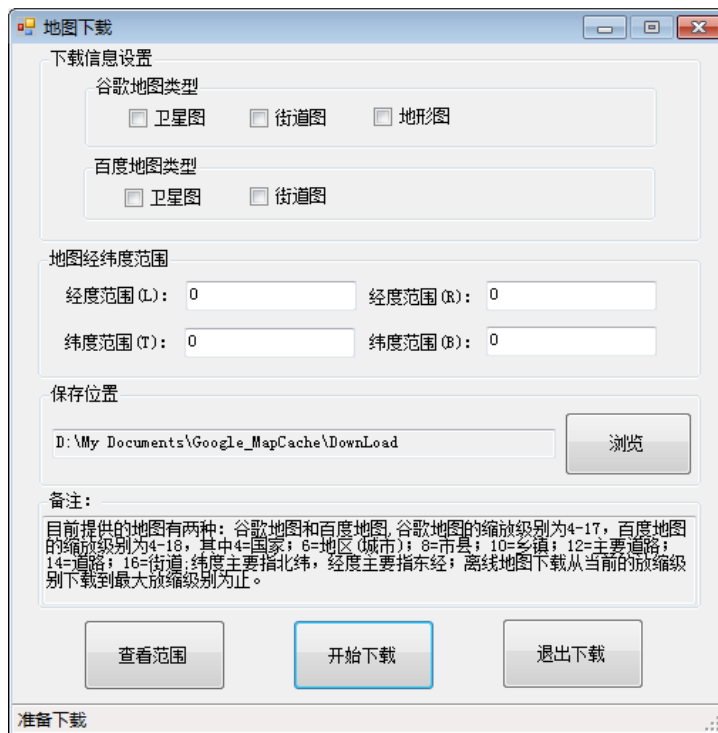 地图下载
下载信息设置
谷歌地图类型
卫星图 街道图 地形图
百度地图类型
卫星图 街道图
地图经纬度范围
经度范围(L): 0 经度范围(R): 0
纬度范围(T): 0 纬度范围(B): 0
保存位置
D:\My Documents\Google_MapCache\DownLoad 浏览
备注:
目前提供的地图有两种: 谷歌地图和百度地图,谷歌地图的缩放级别为4-17, 百度地图
的缩放级别为4-18, 其中4=国家; 6=地区(城市); 8=市县; 10=乡镇; 12=主要道路;
14=道路; 16=街道;纬度主要指北纬, 经度主要指东经; 离线地图下载从当前的放缩级
别下载到最大放缩级别为止。
查看范围 开始下载 退出下载
准备下载